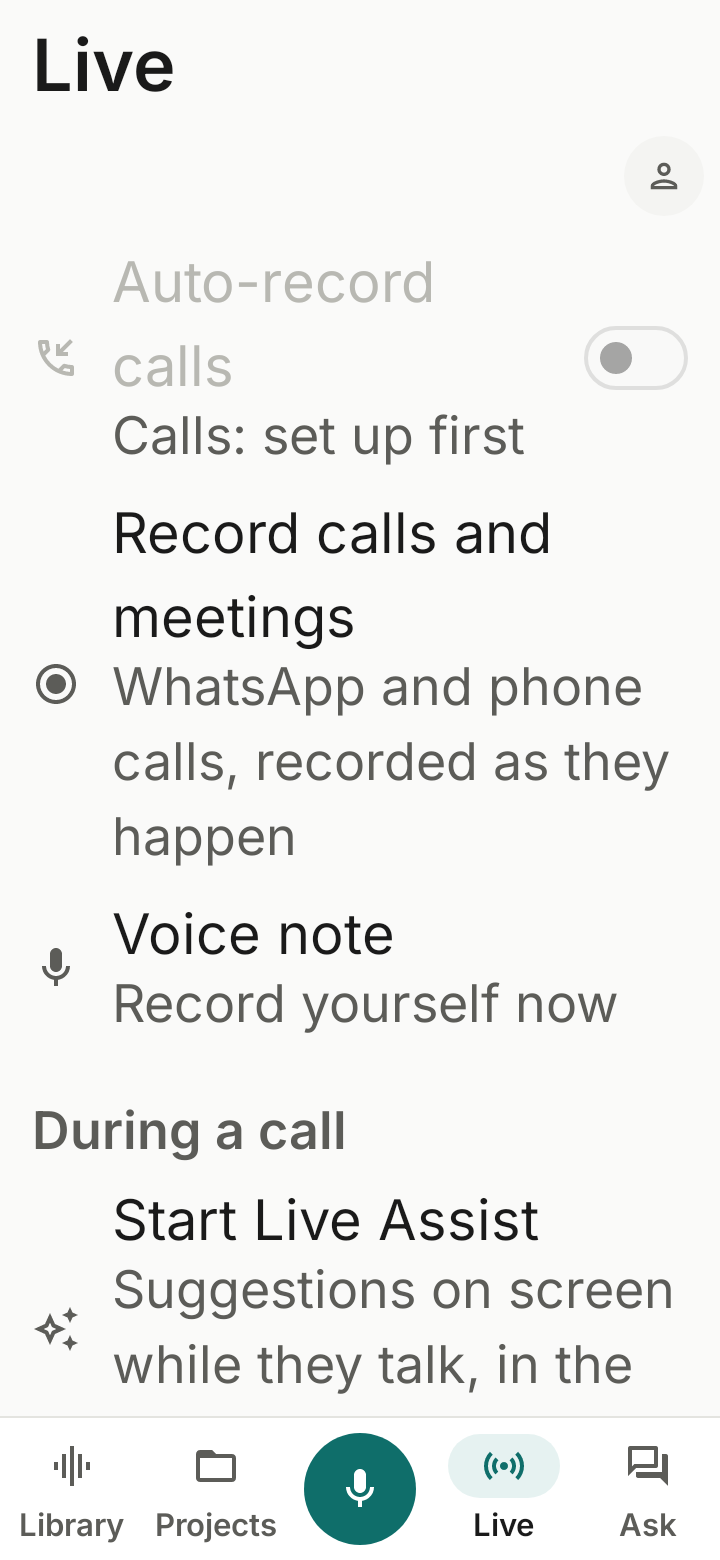 Live
Auto-record
calls
Calls: set up first
Record calls and
meetings
WhatsApp and phone
calls, recorded as they
happen
Voice note
Record yourself now
During a call
Start Live Assist
Suggestions on screen
while they talk, in the
Library
Projects
Live
Ask